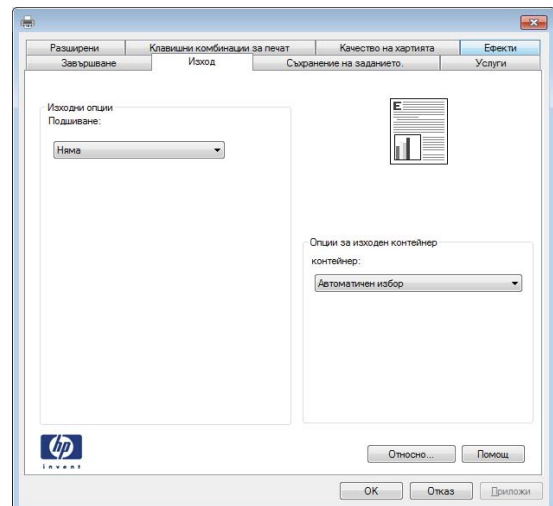 Разширени Клавишни комбинации за печат Качество на хартията Ефекти
Завършване Изход Съхранение на заданието. Услуги
Изходни опции
Подшиване:
Няма
E
Опции за изходен контейнер
контейнер:
Автоматичен избор
hp
invent
Относно... Помощ
OK Отказ Приложи